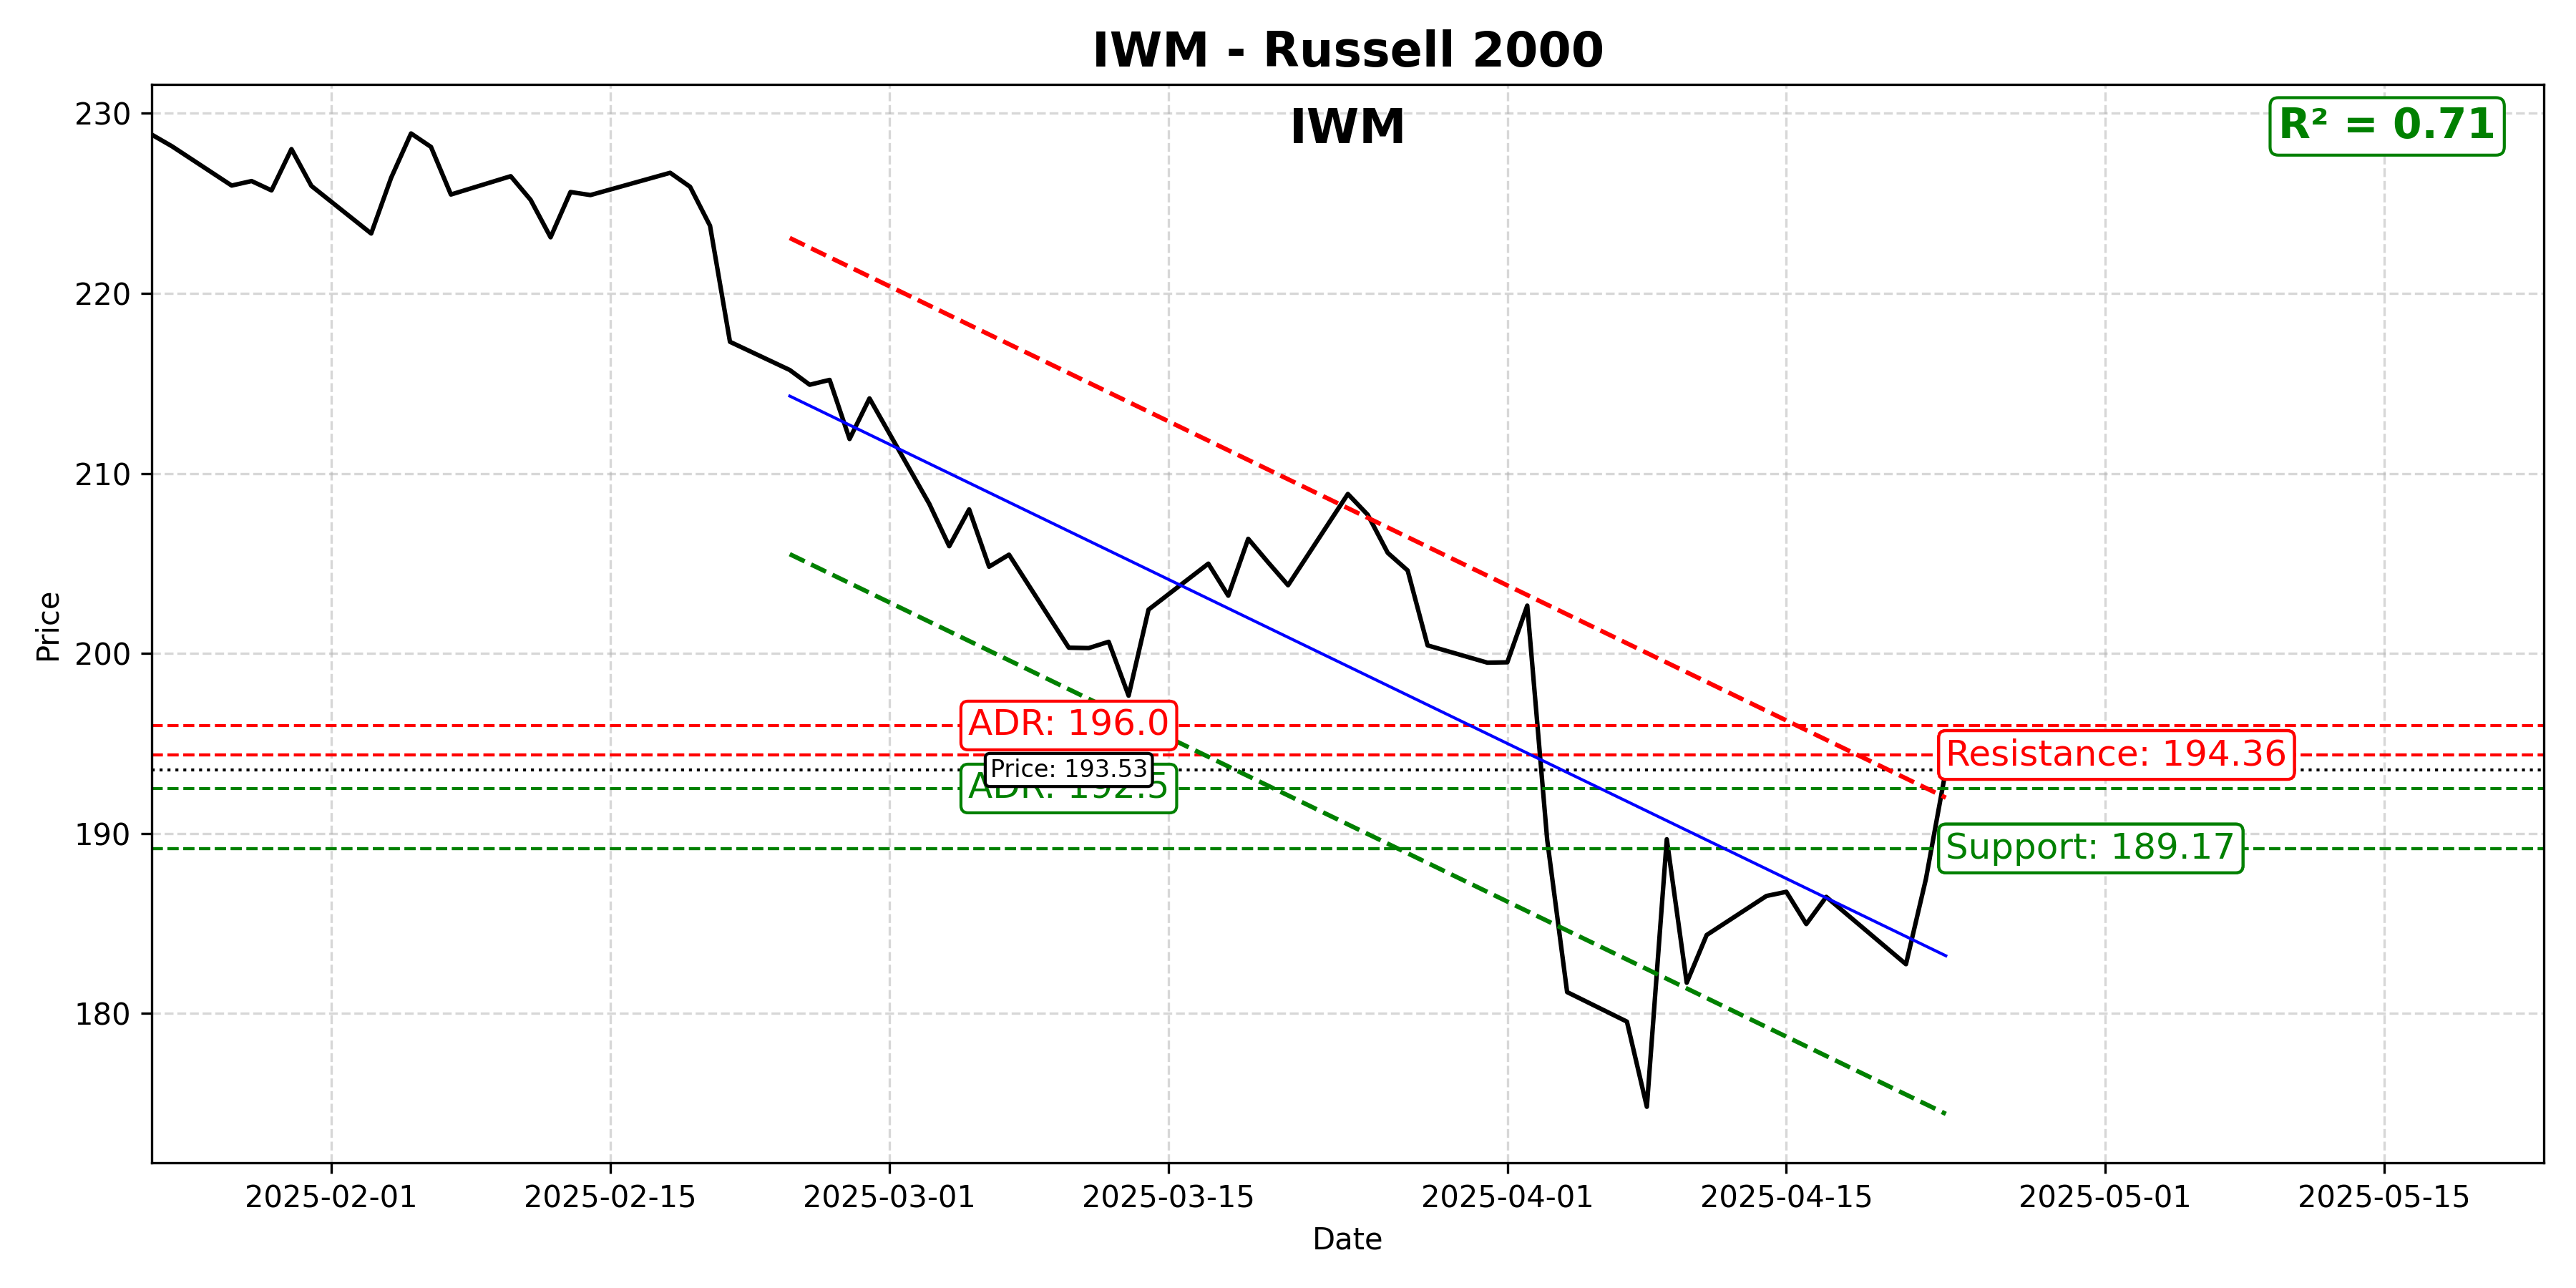 IWM - Russell 2000
IWM
R² = 0.71
230
220
210
200
190
180
Price
ADR: 196.0
Price: 193.53
ADR: 192.5
Resistance: 194.36
Support: 189.17
2025-02-01
2025-02-15
2025-03-01
2025-03-15
2025-04-01
2025-04-15
2025-05-01
2025-05-15
Date